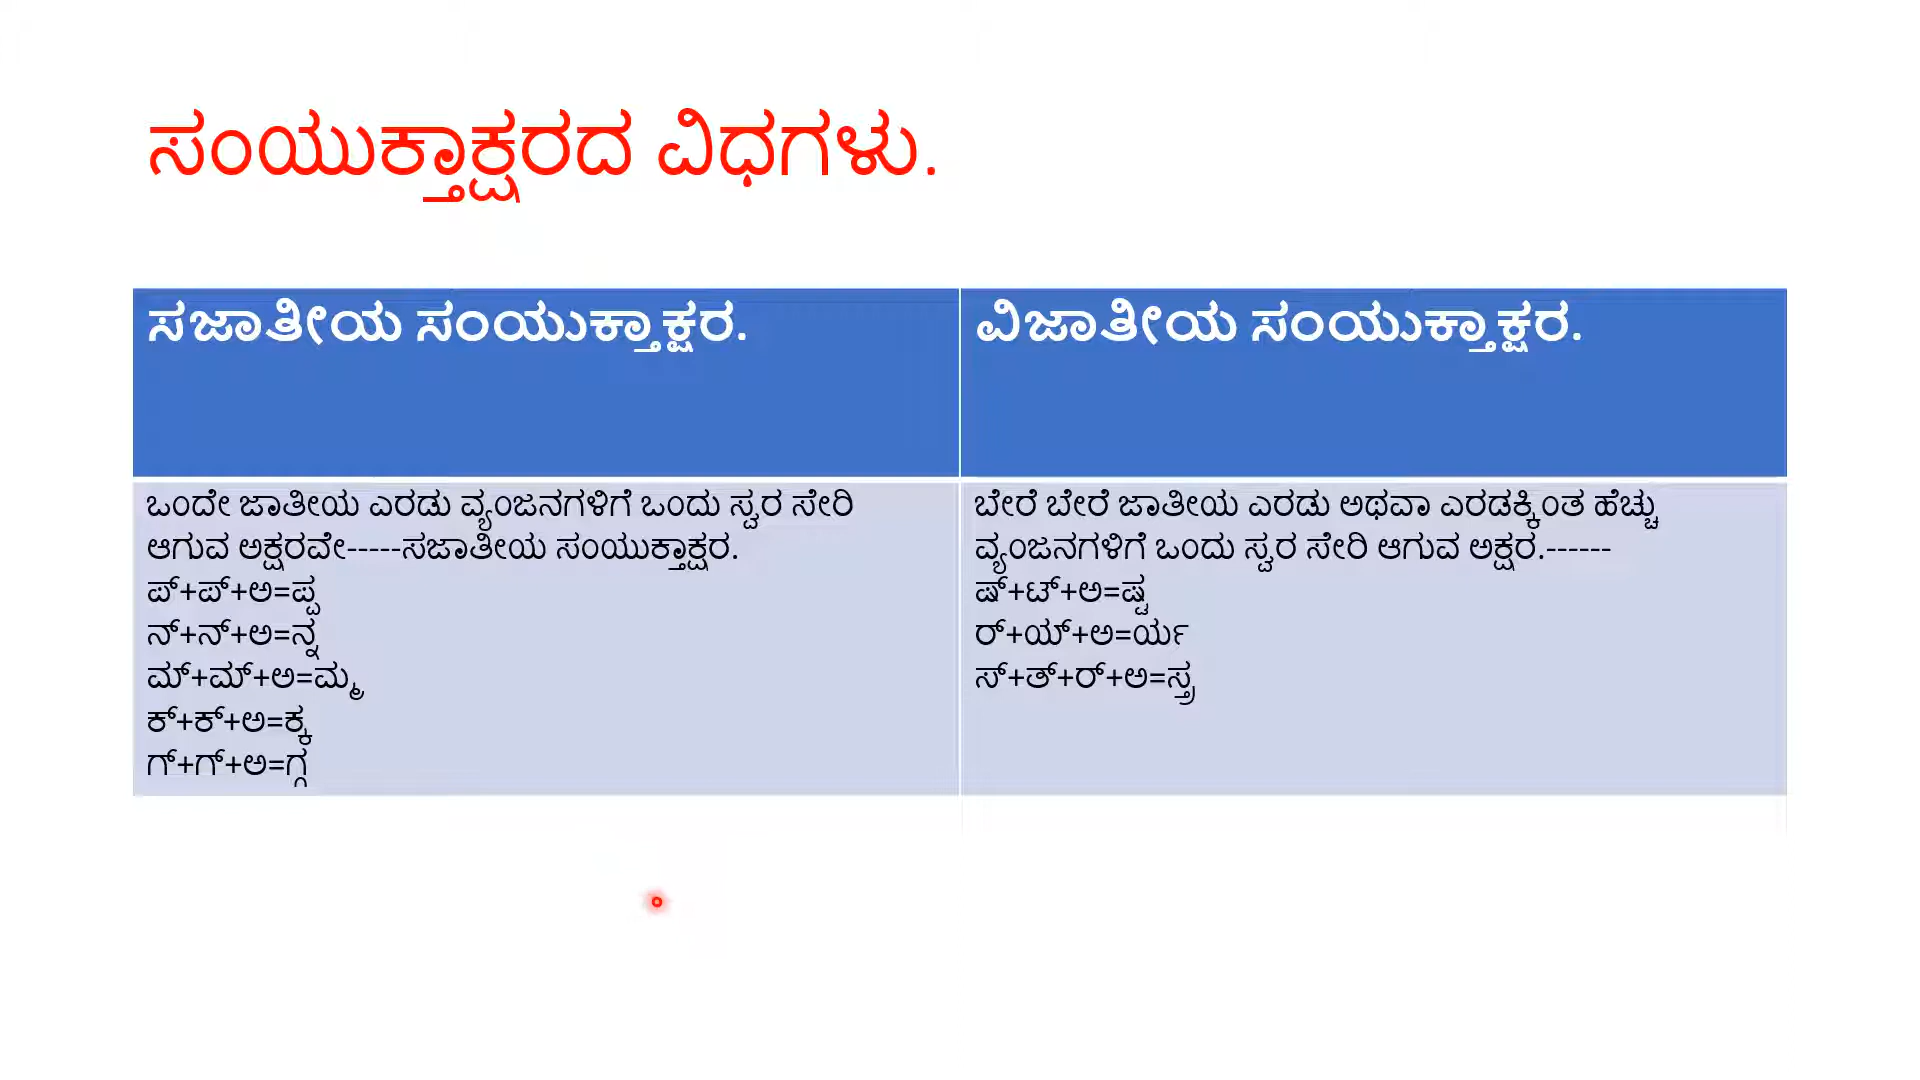 ಸಂಯುಕ್ತಾಕ್ಷರದ ವಿಧಗಳು.
ಸಜಾತೀಯ ಸಂಯುಕ್ತಾಕ್ಷರ.
ವಿಜಾತೀಯ ಸಂಯುಕ್ತಾಕ್ಷರ.
ಒಂದೇ ಜಾತೀಯ ಎರಡು ವ್ಯಂಜನಗಳಿಗೆ ಒಂದು ಸ್ವರ ಸೇರಿ
ಆಗುವ ಅಕ್ಷರವೇ-----ಸಜಾತೀಯ ಸಂಯುಕ್ತಾಕ್ಷರ.
ಪ್+ಪ್+ಅ=ಪ್ಪ
ನ್+ನ್+ಅ=ನ್ನ
ಮ್+ಮ್+ಅ=ಮ್ಮ
ಕ್+ಕ್+ಅ=ಕ್ಕ
ಗ್+ಗ್+ಅ=ಗ್ಗ
ಬೇರೆ ಬೇರೆ ಜಾತೀಯ ಎರಡು ಅಥವಾ ಎರಡಕ್ಕಿಂತ ಹೆಚ್ಚು
ವ್ಯಂಜನಗಳಿಗೆ ಒಂದು ಸ್ವರ ಸೇರಿ ಆಗುವ ಅಕ್ಷರ.------
ಷ್+ಟ್+ಅ=ಷ್ಟ
ರ್+ಯ್+ಅ=ರ್ಯ
ಸ್+ತ್+ರ್+ಅ=ಸ್ತ್ರ